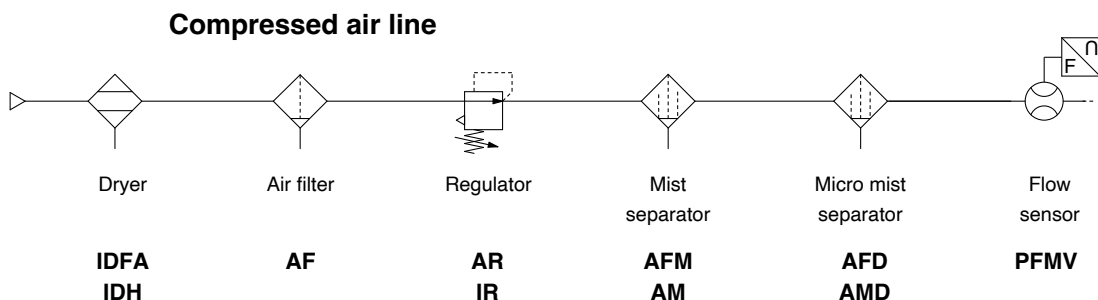 Compressed air line
F
U
Dryer
Air filter
Regulator
Mist
separator
Micro mist
separator
Flow
sensor
IDFA
IDH
AF
AR
IR
AFM
AM
AFD
AMD
PFMV